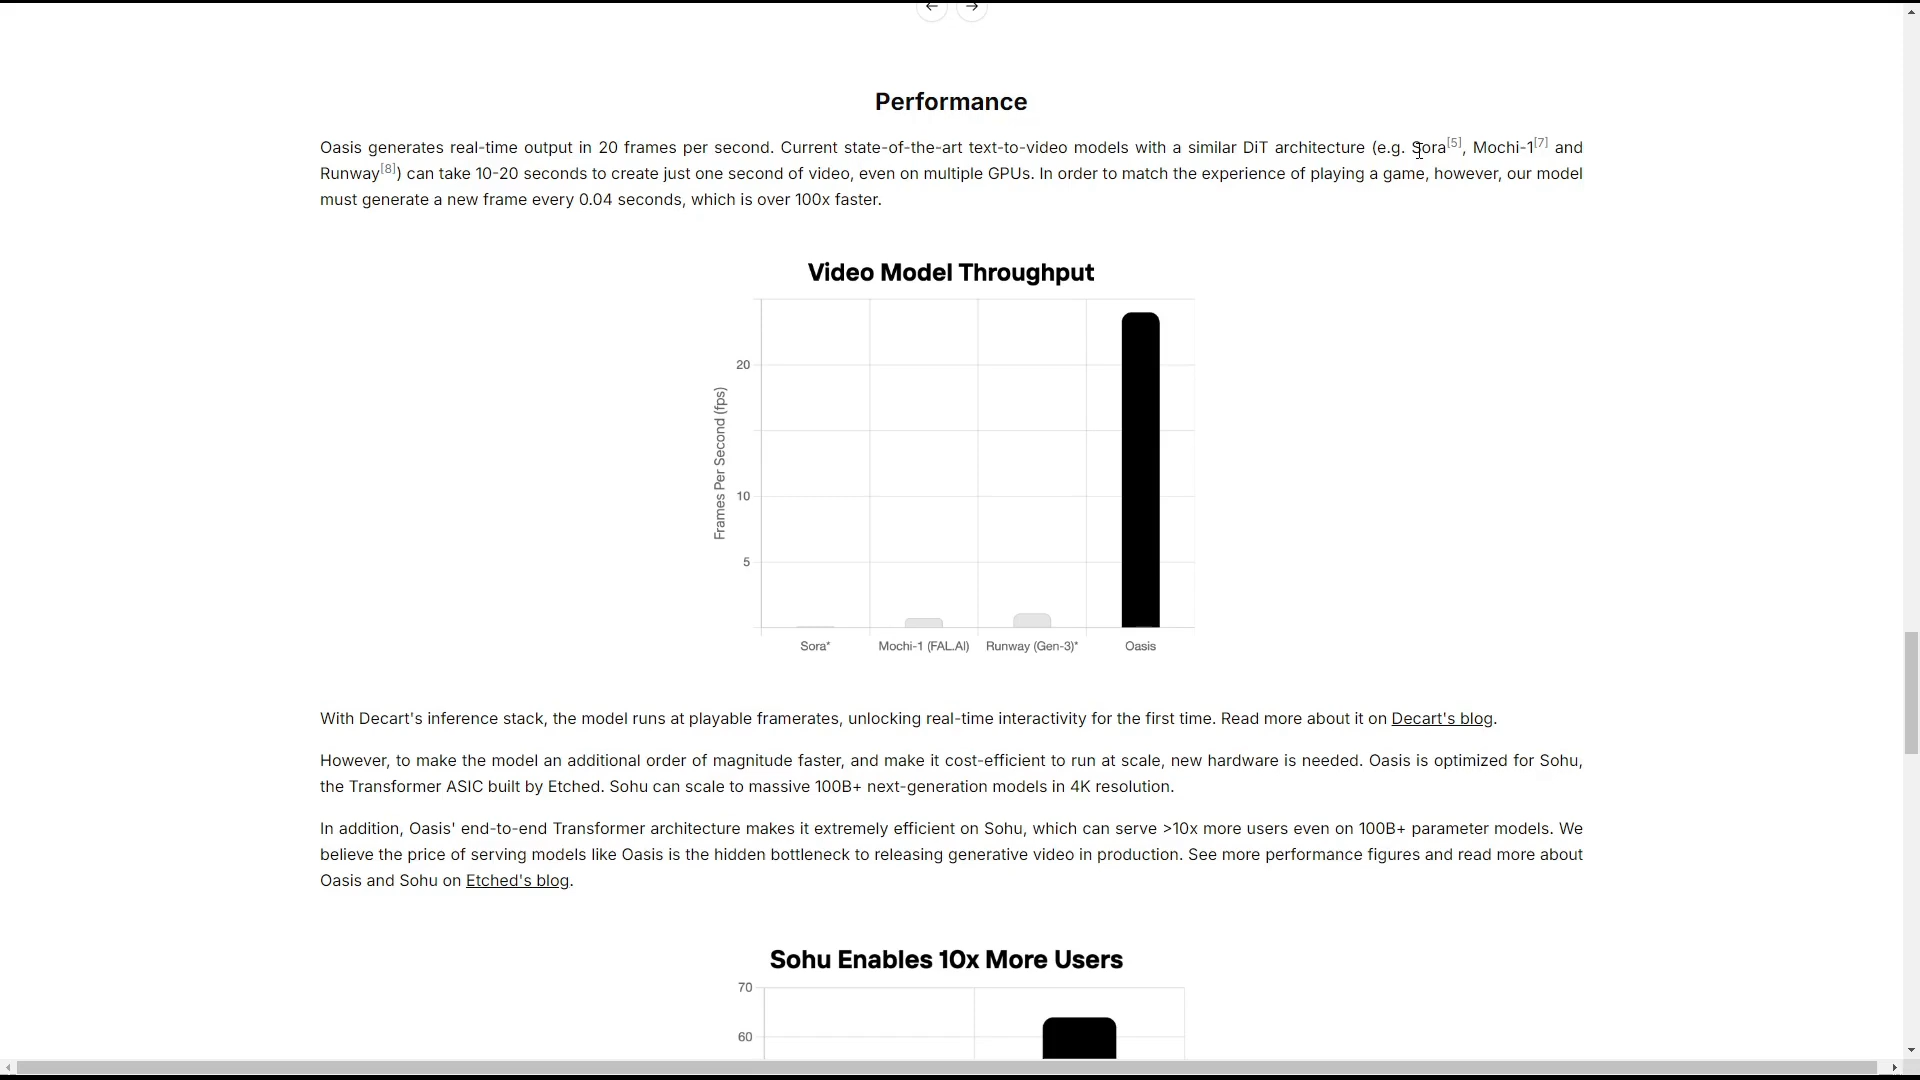 Performance
Oasis generates real-time output in 20 frames per second. Current state-of-the-art text-to-video models with a similar DiT architecture (e.g. Sora[5], Mochi-1[7] and
Runway[8]) can take 10-20 seconds to create just one second of video, even on multiple GPUs. In order to match the experience of playing a game, however, our model
must generate a new frame every 0.04 seconds, which is over 100x faster.
Video Model Throughput
20
10
5
Frames Per Second (fps)
Sora* Mochi-1 (FAL.AI) Runway (Gen-3)* Oasis
With Decart's inference stack, the model runs at playable framerates, unlocking real-time interactivity for the first time. Read more about it on Decart's blog.
However, to make the model an additional order of magnitude faster, and make it cost-efficient to run at scale, new hardware is needed. Oasis is optimized for Sohu,
the Transformer ASIC built by Etched. Sohu can scale to massive 100B+ next-generation models in 4K resolution.
In addition, Oasis' end-to-end Transformer architecture makes it extremely efficient on Sohu, which can serve >10x more users even on 100B+ parameter models. We
believe the price of serving models like Oasis is the hidden bottleneck to releasing generative video in production. See more performance figures and read more about
Oasis and Sohu on Etched's blog.
Sohu Enables 10x More Users
70
60